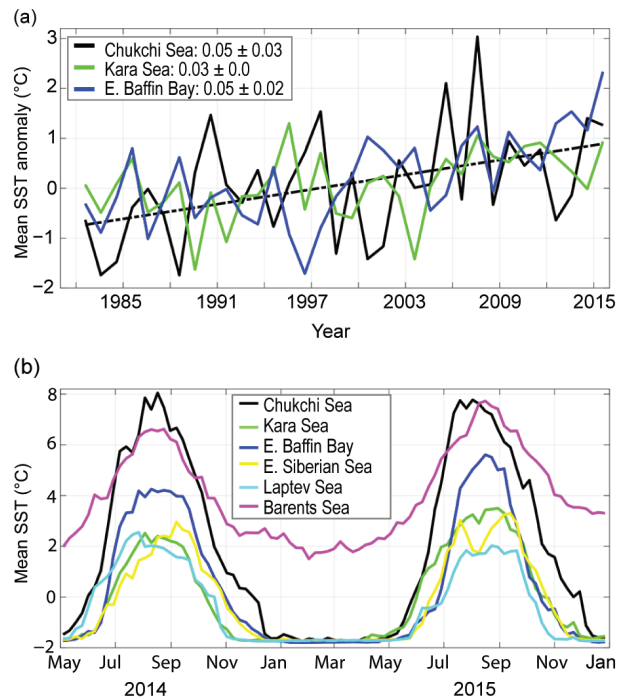 (a)
3
2
1
0
−1
−2
Mean SST anomaly (°C)
Chukchi Sea: 0.05 ± 0.03
Kara Sea: 0.03 ± 0.0
E. Baffin Bay: 0.05 ± 0.02
1985 1991 1997 2003 2009 2015
Year
(b)
8
6
4
2
0
−2
Mean SST (°C)
Chukchi Sea
Kara Sea
E. Baffin Bay
E. Siberian Sea
Laptev Sea
Barents Sea
May Jul Sep Nov Jan Mar May Jul Sep Nov Jan
2014 2015